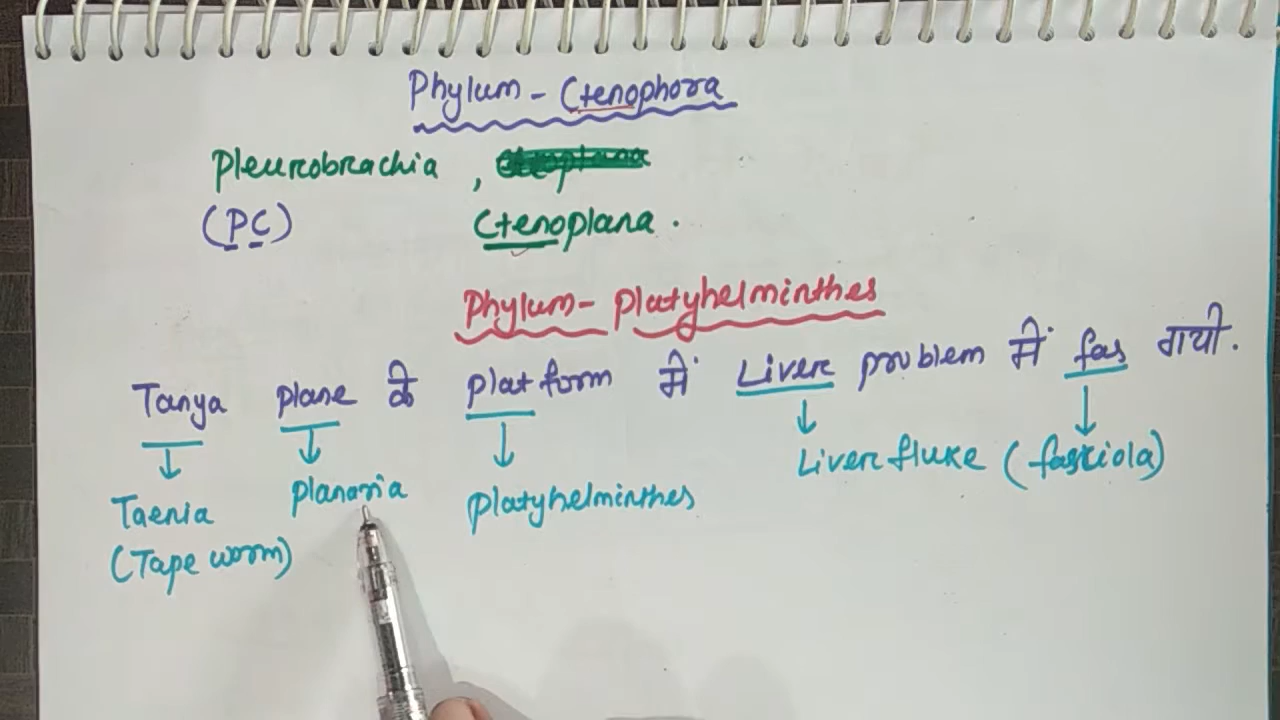 Phylum - Ctenophora
Pleurobrachia ,
(PC) Ctenoplana .
Phylum - Platyhelminthes
Tanya plane के platform में Liver problem में fas गयी.
Taenia planaria Platyhelminthes Liver fluke (fasciola)
(Tape worm)